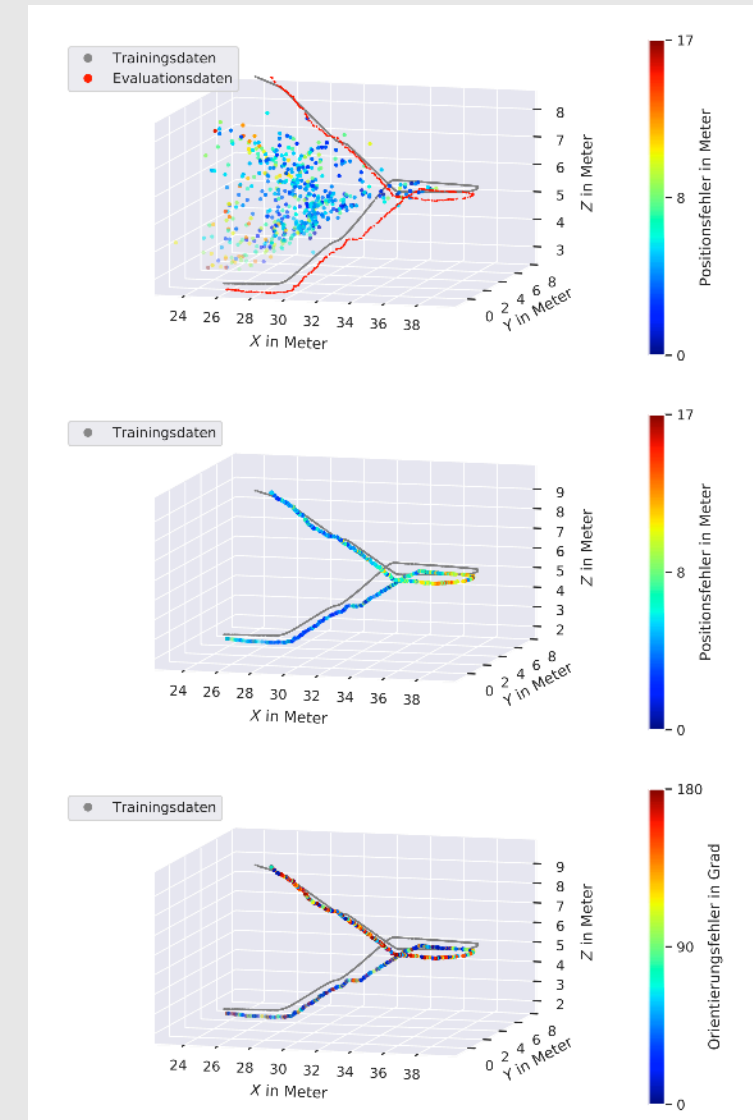 Trainingsdaten
Evaluationsdaten
8
7
6
5
4
3
Z in Meter
24 26 28 30 32 34 36 38
X in Meter
0 2 4 6 8
Y in Meter
17
8
0
Positionsfehler in Meter
Trainingsdaten
9
8
7
6
5
4
3
2
Z in Meter
24 26 28 30 32 34 36 38
X in Meter
0 2 4 6 8
Y in Meter
17
8
0
Positionsfehler in Meter
Trainingsdaten
9
8
7
6
5
4
3
2
Z in Meter
24 26 28 30 32 34 36 38
X in Meter
0 2 4 6 8
Y in Meter
180
90
0
Orientierungsfehler in Grad